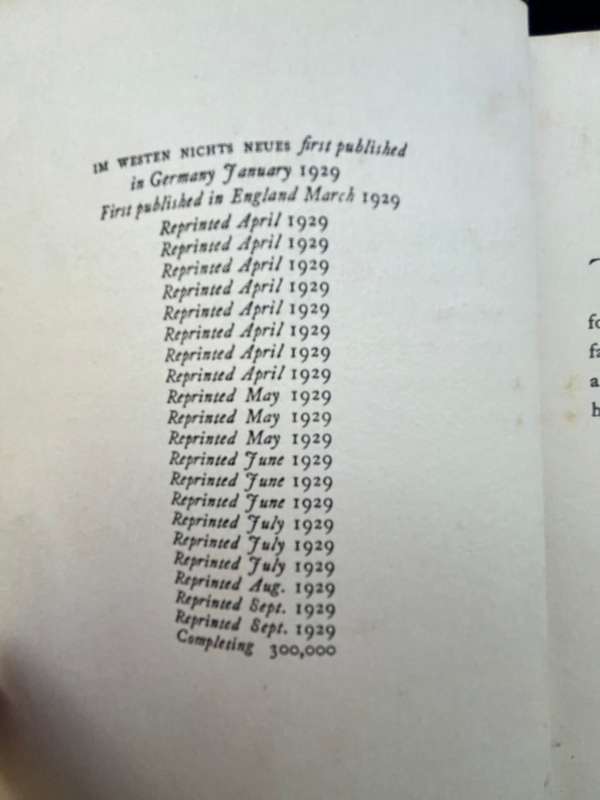 IM WESTEN NICHTS NEUES first published
in Germany January 1929
First published in England March 1929
Reprinted April 1929
Reprinted April 1929
Reprinted April 1929
Reprinted April 1929
Reprinted April 1929
Reprinted April 1929
Reprinted April 1929
Reprinted April 1929
Reprinted May 1929
Reprinted May 1929
Reprinted May 1929
Reprinted June 1929
Reprinted June 1929
Reprinted June 1929
Reprinted July 1929
Reprinted July 1929
Reprinted July 1929
Reprinted Aug. 1929
Reprinted Sept. 1929
Reprinted Sept. 1929
Completing 300,000